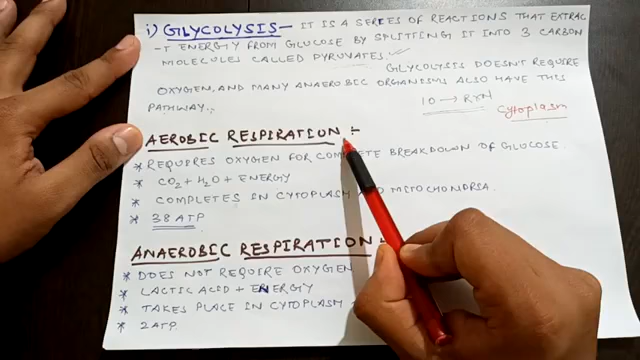 i) GLYCOLYSIS - IT IS A SERIES OF REACTIONS THAT EXTRAC
-T ENERGY FROM GLUCOSE BY SPLITTING IT INTO 3 CARBON
MOLECULES CALLED PYRUVATES.
GLYCOLYSIS DOESN'T REQUIRE
OXYGEN, AND MANY ANAEROBIC ORGANISMS ALSO HAVE THIS
PATHWAY.
10 → RXN
Cytoplasm
AEROBIC RESPIRATION :-
* REQUIRES OXYGEN FOR COMPLETE BREAKDOWN OF GLUCOSE.
* CO2 + H2O + ENERGY
* COMPLETES IN CYTOPLASM AND MITOCHONDRIA.
* 38 ATP
ANAEROBIC RESPIRATION -
* DOES NOT REQUIRE OXYGEN
* LACTIC ACID + ENERGY
* TAKES PLACE IN CYTOPLASM
* 2 ATP